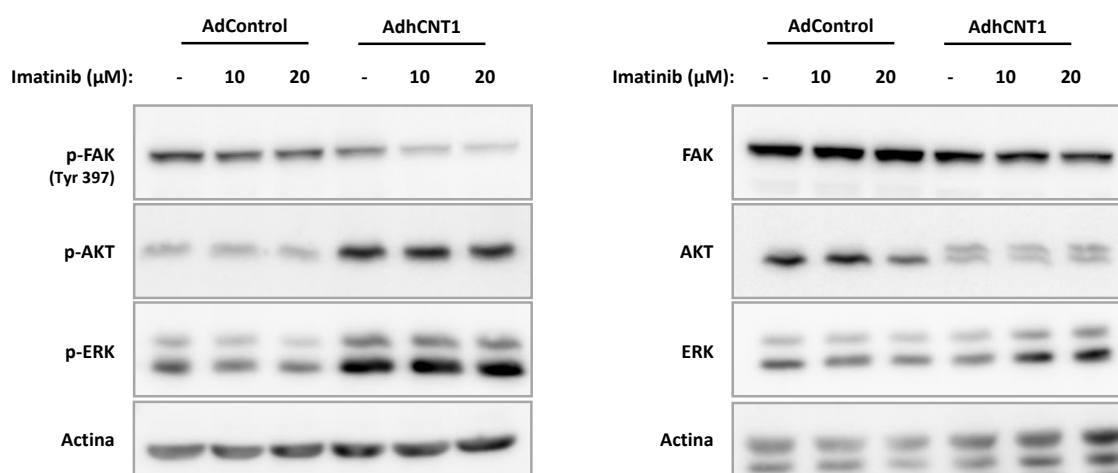 AdControl AdhCNT1
Imatinib (μM): - 10 20 - 10 20
p-FAK
(Tyr 397)
p-AKT
p-ERK
Actina
AdControl AdhCNT1
Imatinib (μM): - 10 20 - 10 20
FAK
AKT
ERK
Actina